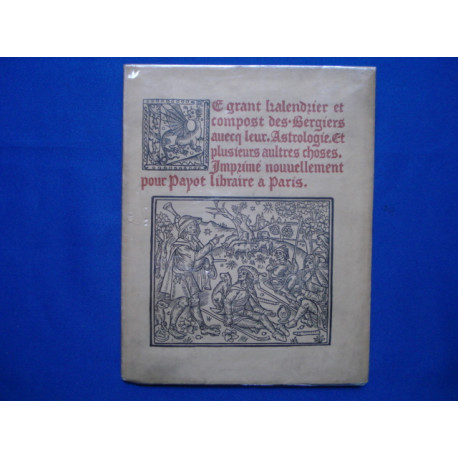 LE grant kalendrier et
compost des Bergiers
auecq leur Astrologie. Et
plusieurs aultres choses.
Imprimé nouuellement
pour Payot libraire a Paris.